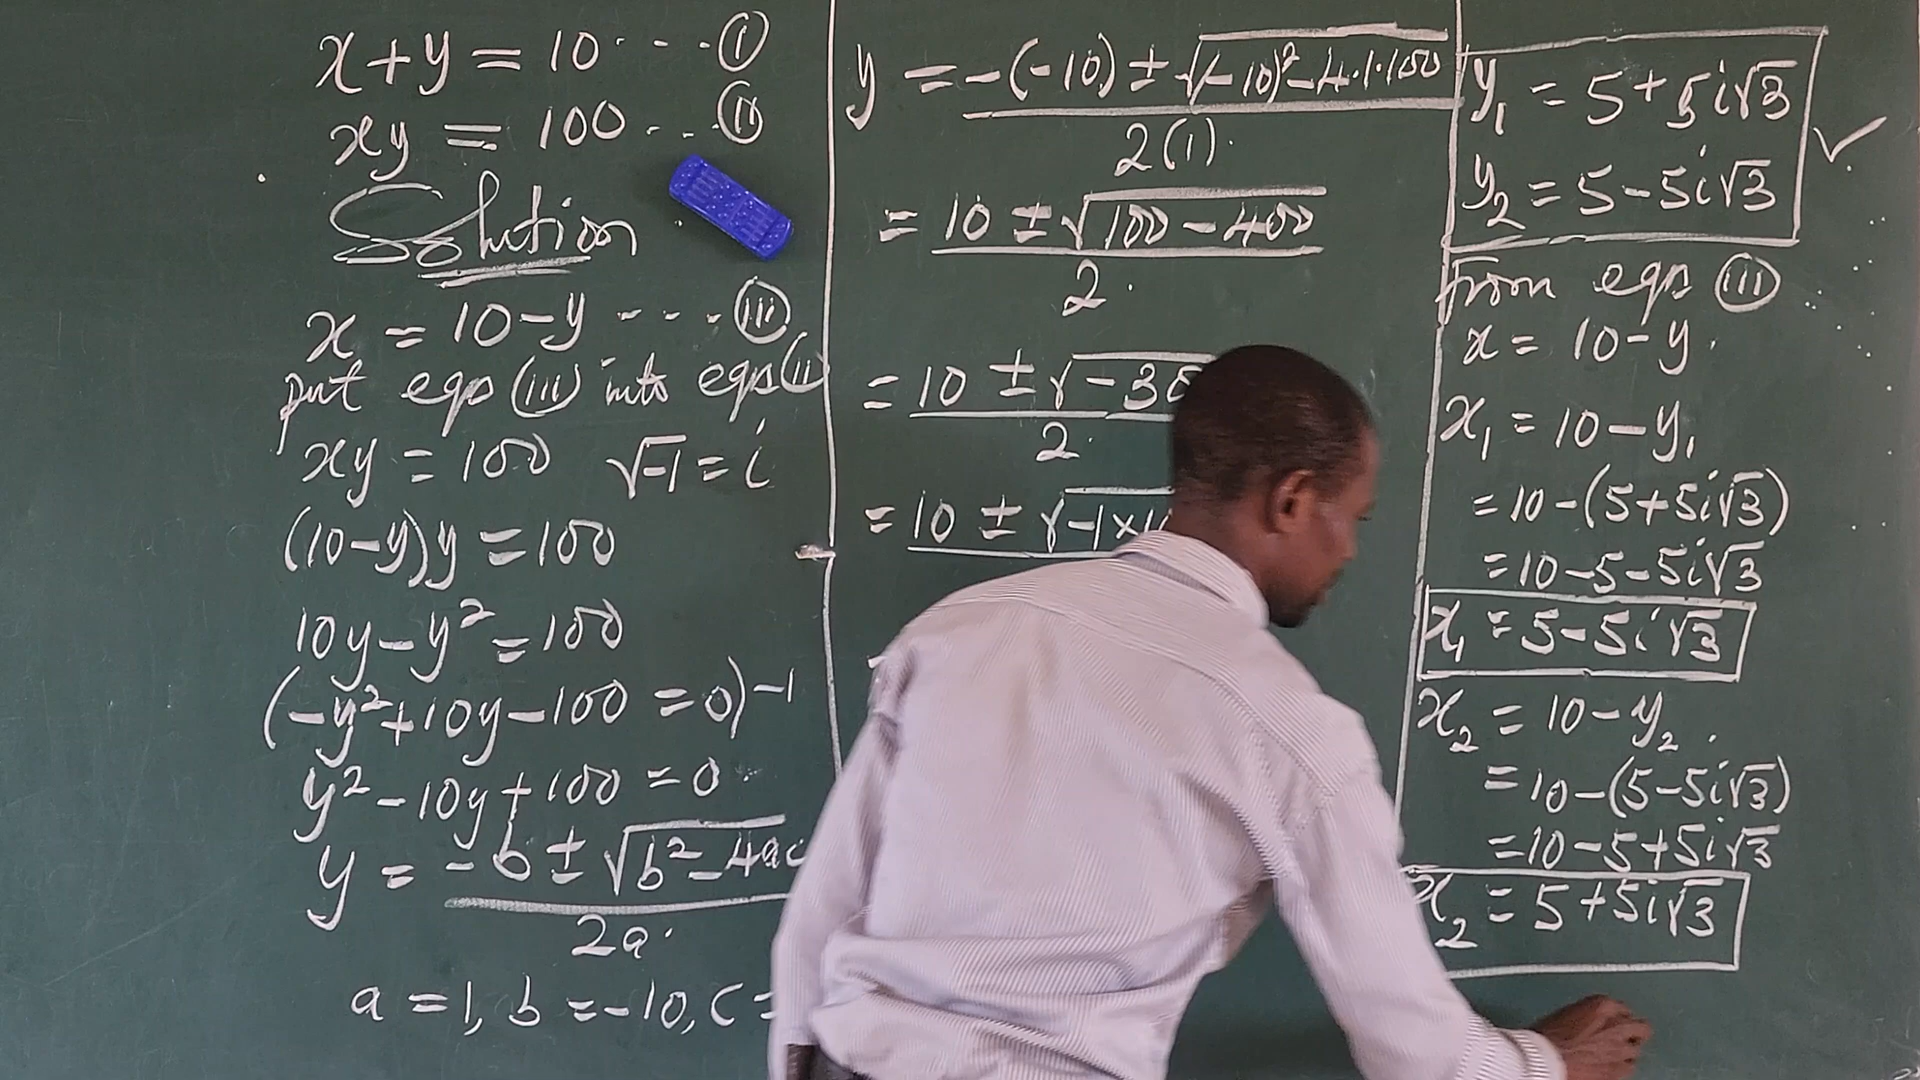 x+y = 10 - - - (i)
xy = 100 - - - (ii)
Solution
x = 10-y - - - (iii)
put eqn (iii) into eqn (ii)
xy = 100 √-1 = i
(10-y)y = 100
10y-y² = 100
(-y²+10y-100 = 0)-1
y²-10y+100 = 0
y = -b ± √b²-4ac
2a
a = 1, b = -10, c =
y = -(-10) ± √(-10)²-4.1.100
2(1)
= 10 ± √100-400
2
= 10 ± √-30
2
= 10 ± √-1×
y₁ = 5+5i√3
y₂ = 5-5i√3
from eqn (iii)
x = 10-y
x₁ = 10-y₁
= 10-(5+5i√3)
= 10-5-5i√3
x₁ = 5-5i√3
x₂ = 10-y₂
= 10-(5-5i√3)
= 10-5+5i√3
x₂ = 5+5i√3